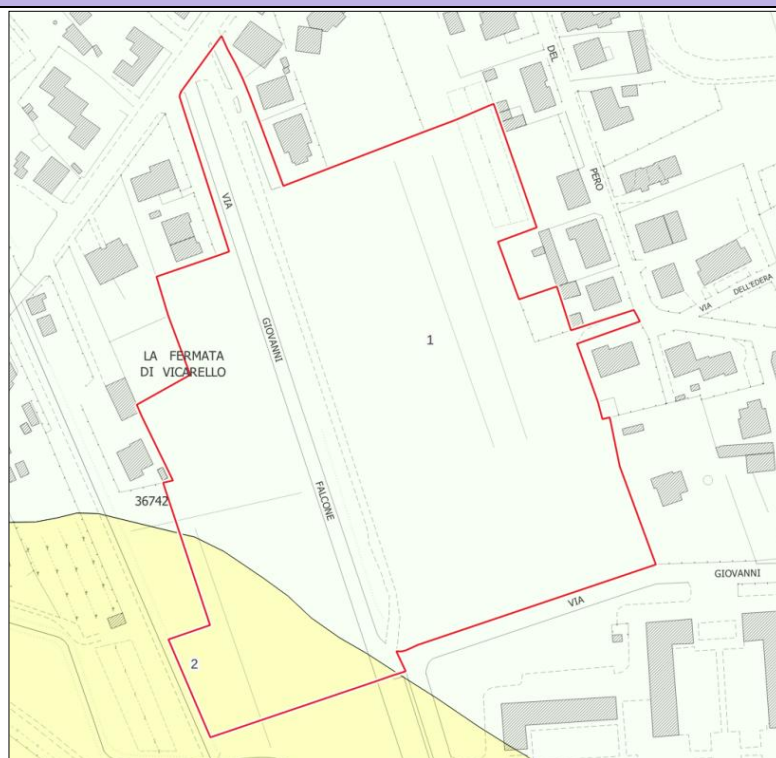 DEL
PERO
VIA
VIA
DELL'EDERA
GIOVANNI
1
LA FERMATA
DI VICARELLO
FALCONE
36742
GIOVANNI
VIA
2